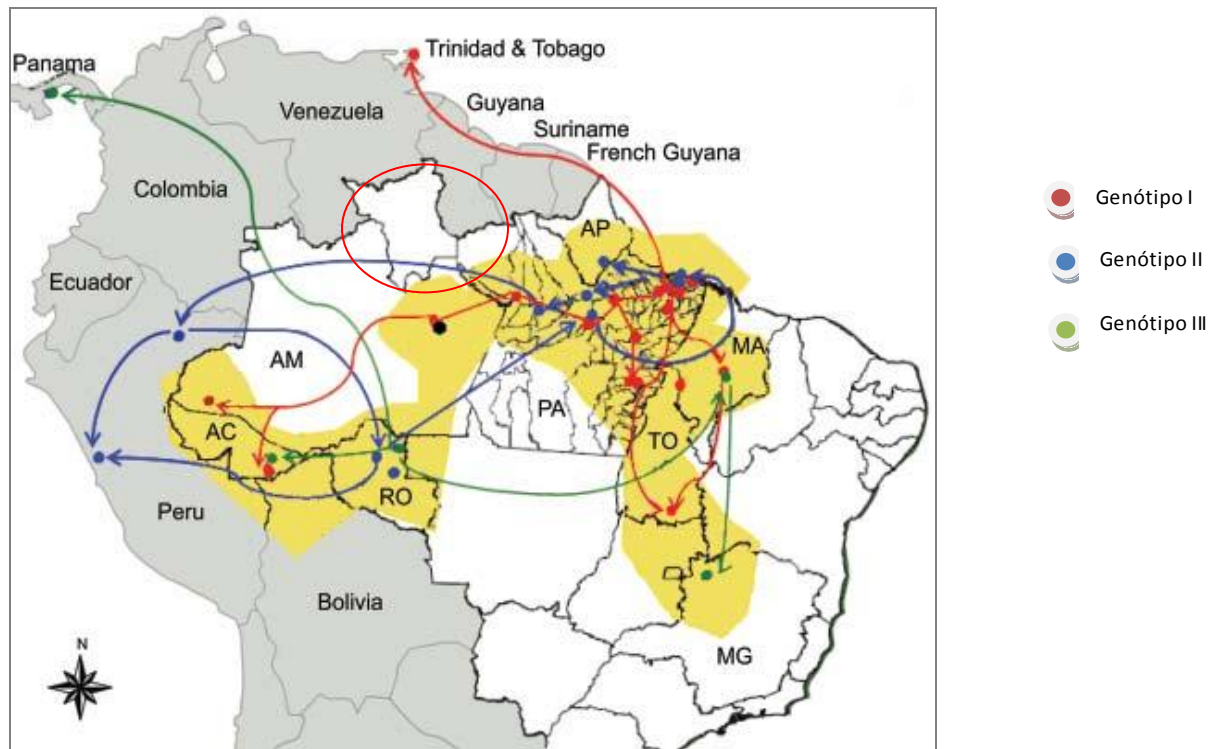 Trinidad & Tobago
Panama
Venezuela
Guyana
Suriname
French Guyana
Colombia
Ecuador
AP
AM
MA
PA
AC
TO
RO
Peru
Bolivia
MG
N
Genótipo I
Genótipo II
Genótipo III